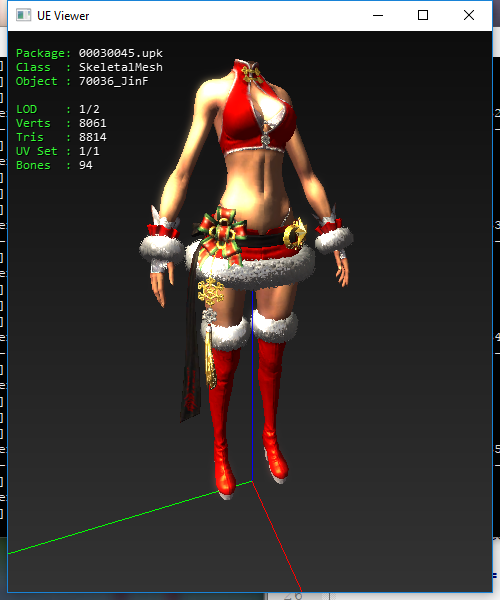 UE Viewer
Package: 00030045.upk
Class  : SkeletalMesh
Object : 70036_JinF
LOD    : 1/2
Verts  : 8061
Tris   : 8814
UV Set : 1/1
Bones  : 94